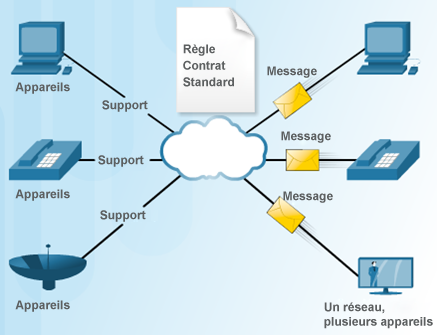 Règle
Contrat
Standard
Message
Appareils
Support
Message
Support
Appareils
Message
Support
Appareils
Un réseau,
plusieurs appareils